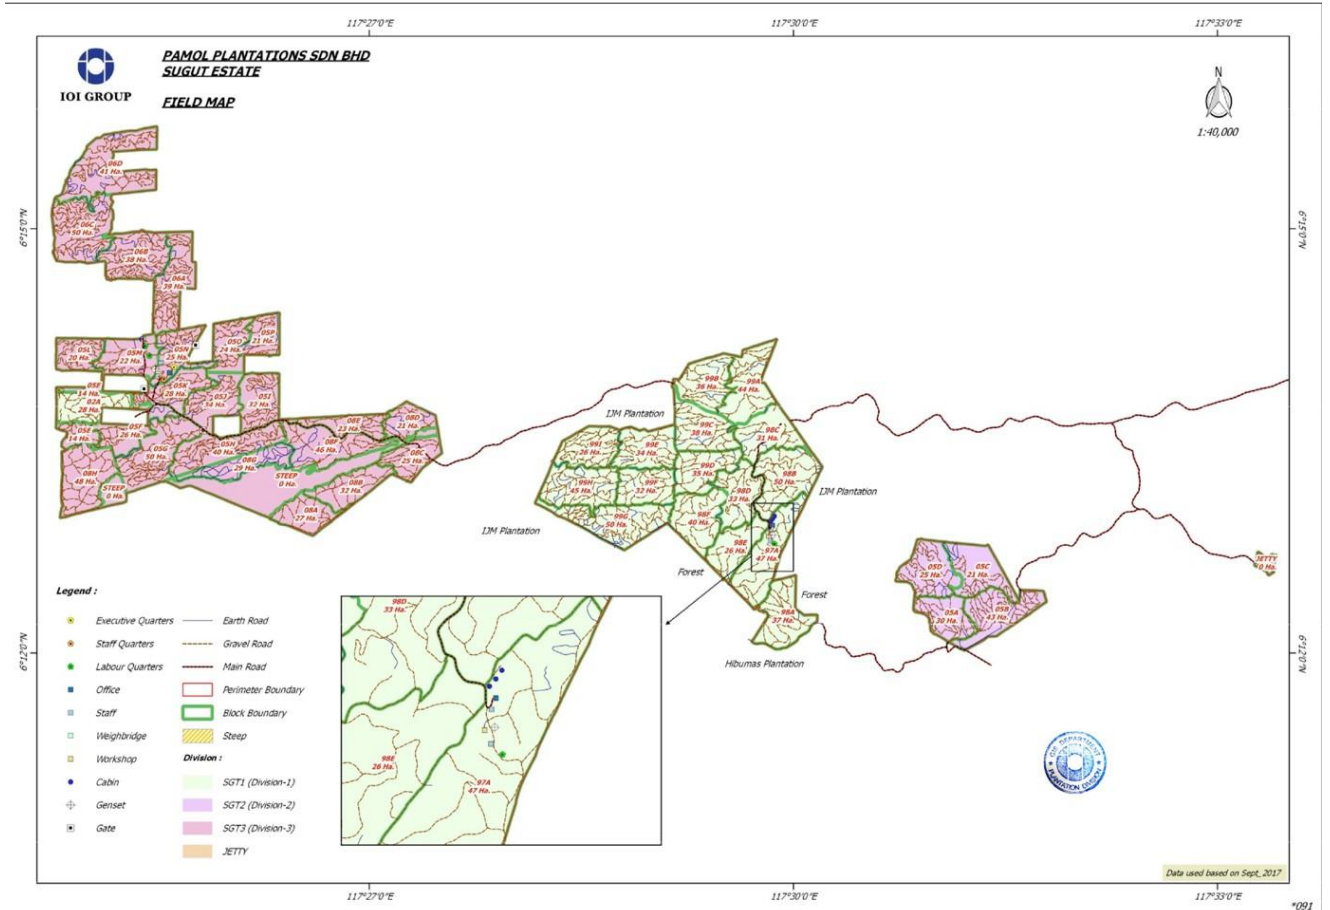 117°27'0"E
117°30'0"E
117°33'0"E
IOI GROUP
PAMOL PLANTATIONS SDN BHD
SUGUT ESTATE
FIELD MAP
N
1:40,000
6°15'0"N
6°15'0"N
06D
41 Ha.
06C
50 Ha.
06B
38 Ha.
06A
39 Ha.
05L
20 Ha.
05M
22 Ha.
05N
25 Ha.
05O
24 Ha.
05P
21 Ha.
05E
14 Ha.
02A
28 Ha.
05K
28 Ha.
05J
34 Ha.
05I
32 Ha.
05E
14 Ha.
05F
26 Ha.
05G
50 Ha.
05H
40 Ha.
08G
29 Ha.
08F
46 Ha.
08E
23 Ha.
08D
21 Ha.
08C
25 Ha.
08H
48 Ha.
STEEP
0 Ha.
STEEP
0 Ha.
08B
32 Ha.
08A
27 Ha.
IJM Plantation
99B
36 Ha.
99A
44 Ha.
99C
38 Ha.
98C
31 Ha.
99I
26 Ha.
99E
34 Ha.
99D
35 Ha.
98B
50 Ha.
99H
45 Ha.
99F
32 Ha.
98D
33 Ha.
IJM Plantation
99G
50 Ha.
98F
40 Ha.
IJM Plantation
98E
26 Ha.
97A
47 Ha.
Forest
Forest
98A
37 Ha.
Hibumas Plantation
05D
25 Ha.
05C
21 Ha.
05A
30 Ha.
05B
43 Ha.
JETTY
0 Ha.
6°12'0"N
6°12'0"N
Legend :
Executive Quarters
Staff Quarters
Labour Quarters
Office
Staff
Weighbridge
Workshop
Cabin
Genset
Gate
Earth Road
Gravel Road
Main Road
Perimeter Boundary
Block Boundary
Steep
Division :
SGT1 (Division-1)
SGT2 (Division-2)
SGT3 (Division-3)
JETTY
98D
33 Ha.
98E
26 Ha.
97A
47 Ha.
GIS DEPARTMENT
PLANTATION DIVISION
Data used based on Sept_2017
117°27'0"E
117°30'0"E
117°33'0"E
*091